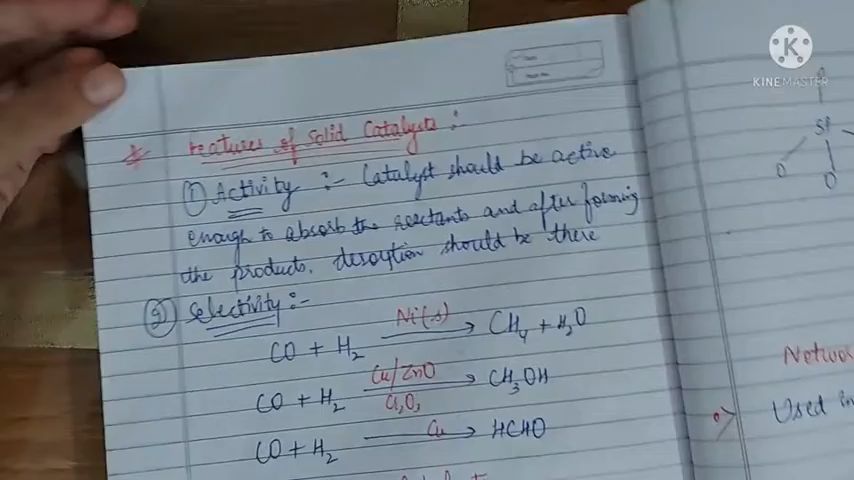 * Features of Solid Catalysts :
① Activity :- Catalyst should be active
enough to absorb the reactants and after forming
the products, desorption should be there
② Selectivity :-
CO + H₂ Ni(s) → CH₄ + H₂O
CO + H₂ Cu/ZnO Cr₂O₃ → CH₃OH
CO + H₂ Cu → HCHO
KINEMASTER
Si
O
O
Used in